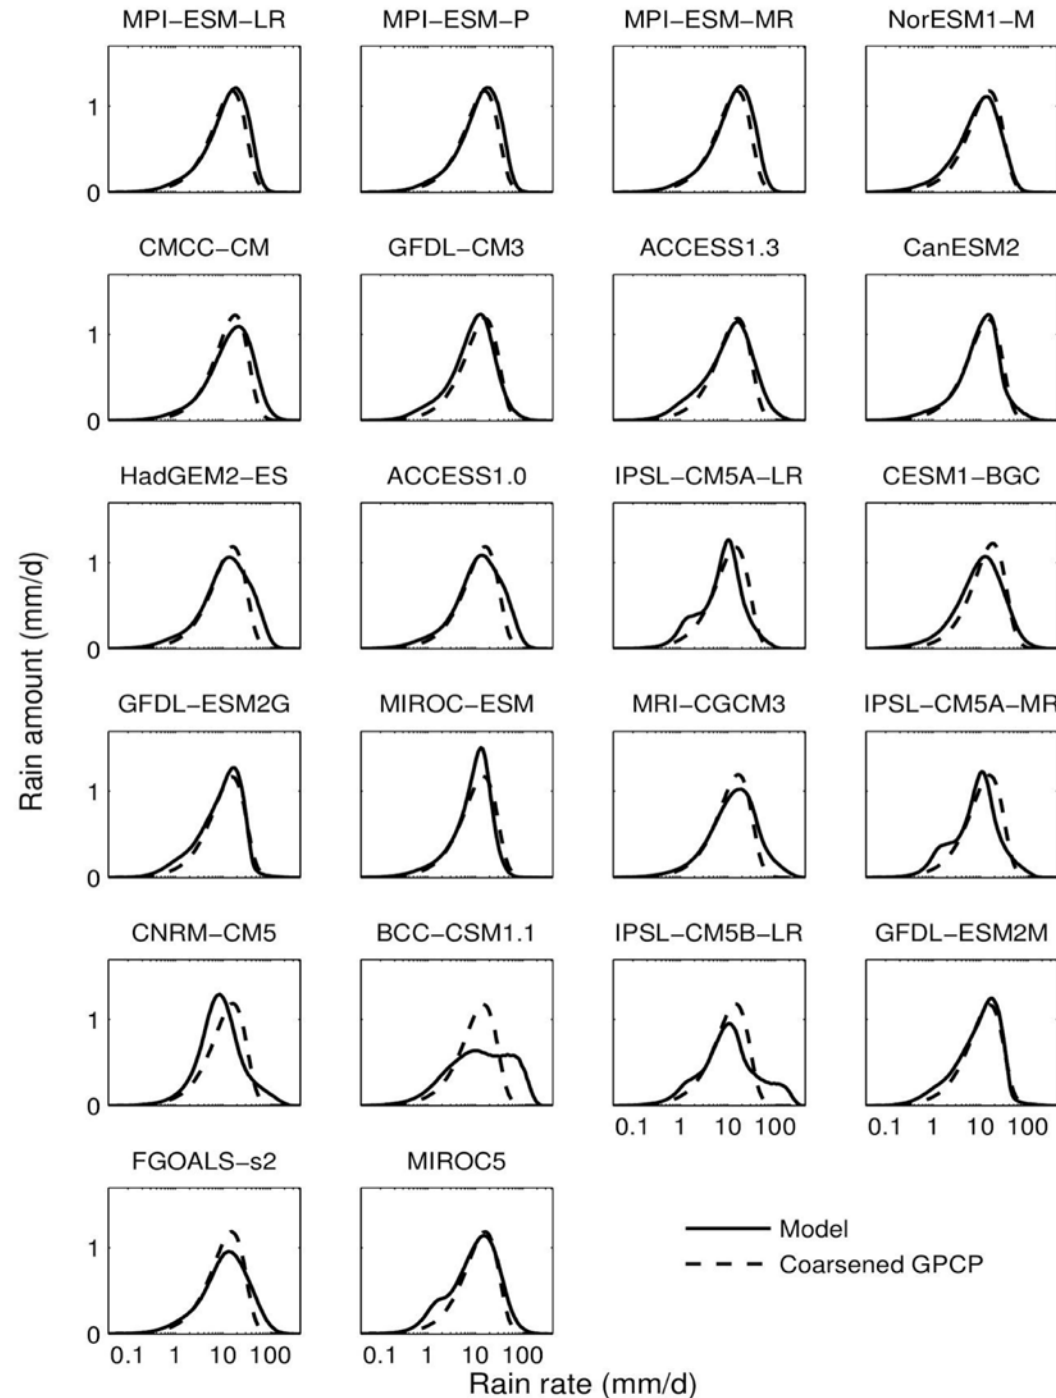 MPI−ESM−LR MPI−ESM−P MPI−ESM−MR NorESM1−M
1
0
CMCC−CM GFDL−CM3 ACCESS1.3 CanESM2
1
0
HadGEM2−ES ACCESS1.0 IPSL−CM5A−LR CESM1−BGC
1
0
Rain amount (mm/d)
GFDL−ESM2G MIROC−ESM MRI−CGCM3 IPSL−CM5A−MR
1
0
CNRM−CM5 BCC−CSM1.1 IPSL−CM5B−LR GFDL−ESM2M
1
0
0.1 1 10 100 0.1 1 10 100
FGOALS−s2 MIROC5
1
0
Model
Coarsened GPCP
0.1 1 10 100 0.1 1 10 100
Rain rate (mm/d)